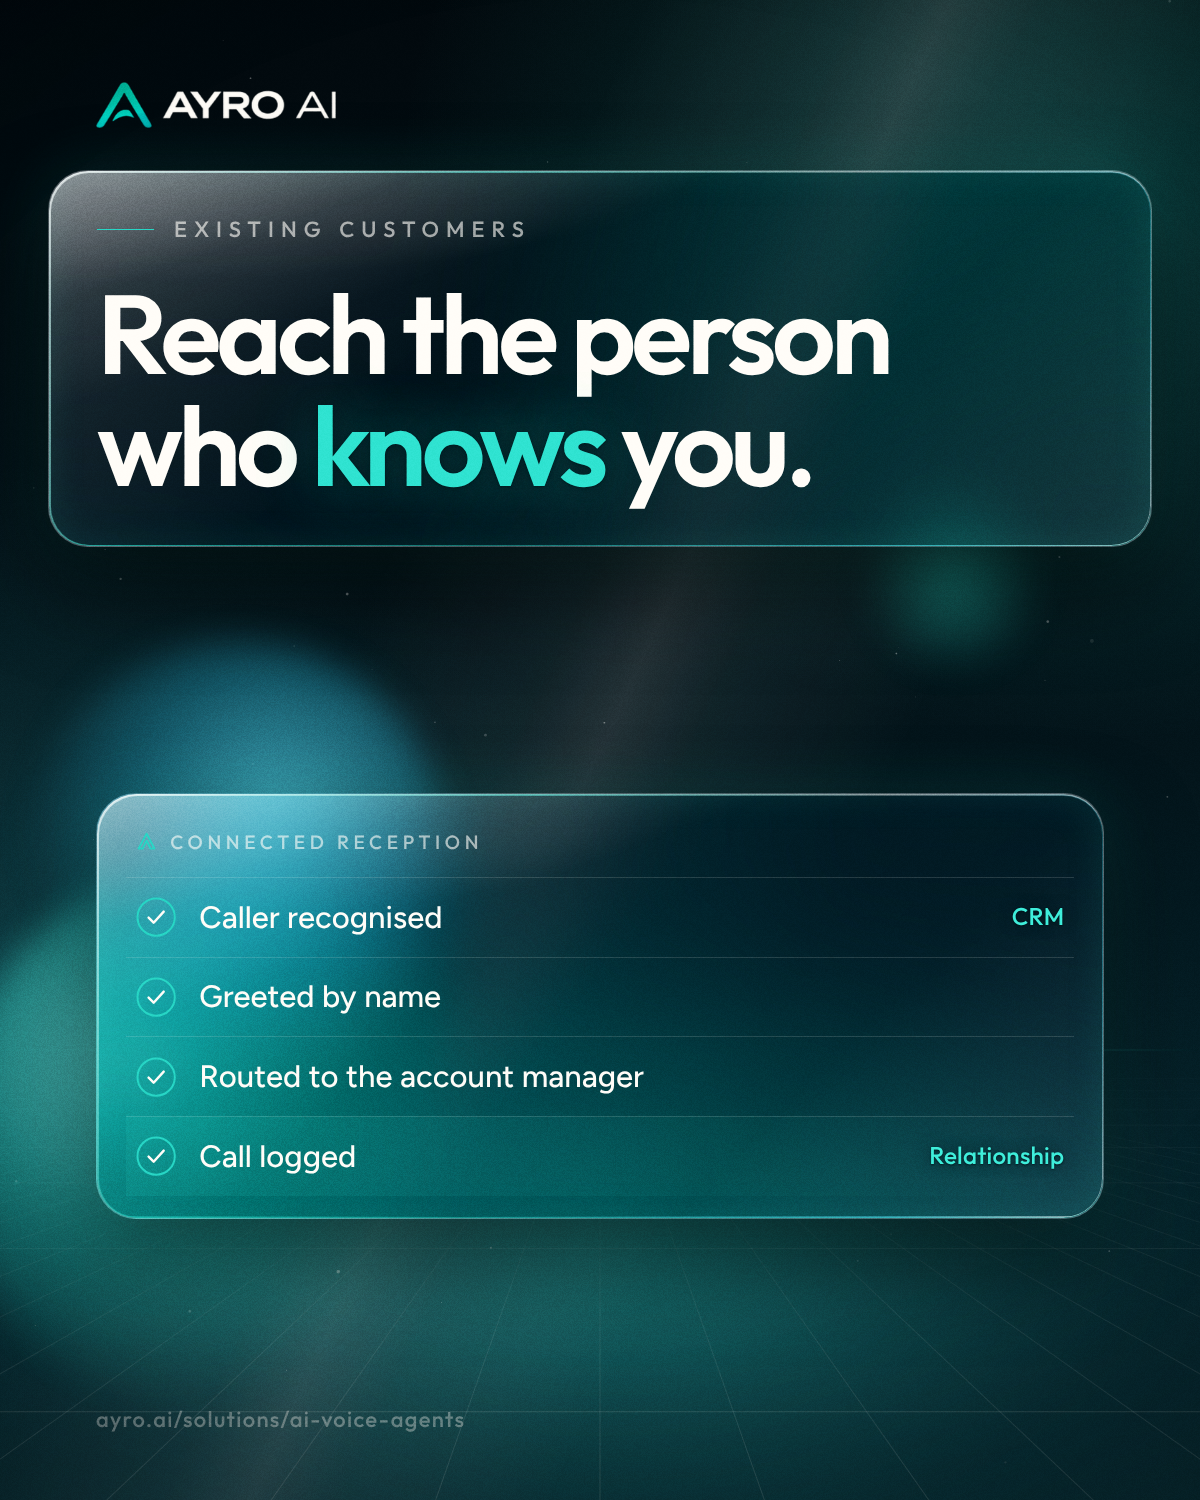 AYRO AI
EXISTING CUSTOMERS
Reach the person
who knows you.
CONNECTED RECEPTION
Caller recognised CRM
Greeted by name
Routed to the account manager
Call logged Relationship
ayro.ai/solutions/ai-voice-agents